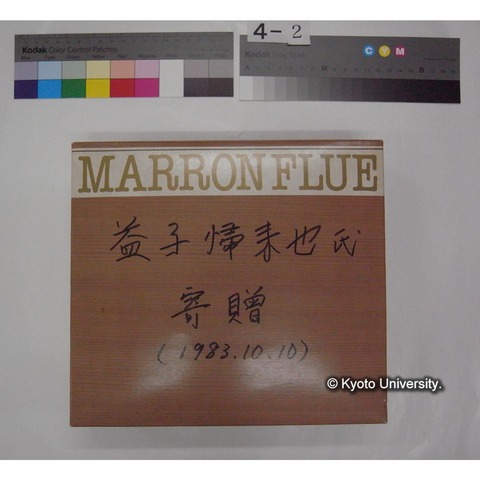 Kodak Color Control Patches
4-2
Kodak Gray Scale
C Y M
MARRON FLUE
益子帰来也氏
寄贈
(1983.10.10)
© Kyoto University.